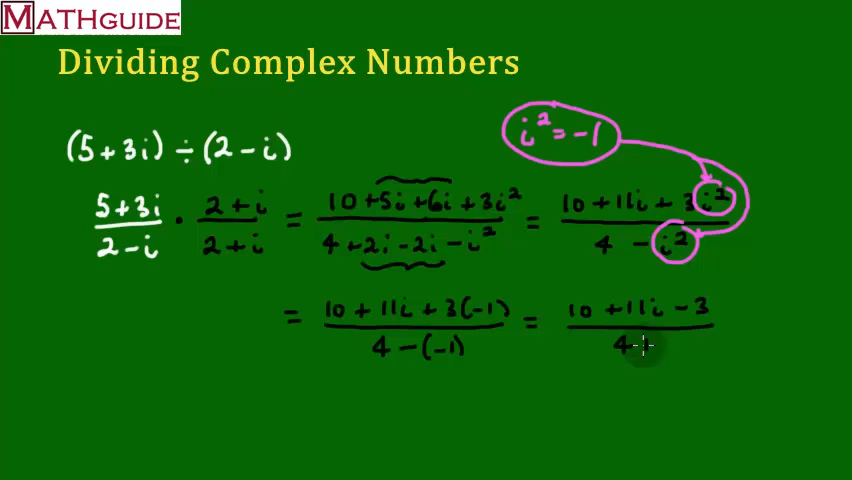 MATHGUIDE
Dividing Complex Numbers
(5+3i) ÷ (2-i)
i² = -1
5+3i / 2-i · 2+i / 2+i = 10+5i+6i+3i² / 4+2i-2i-i² = 10+11i+3i² / 4-i²
= 10+11i+3(-1) / 4-(-1) = 10+11i-3 / 4+